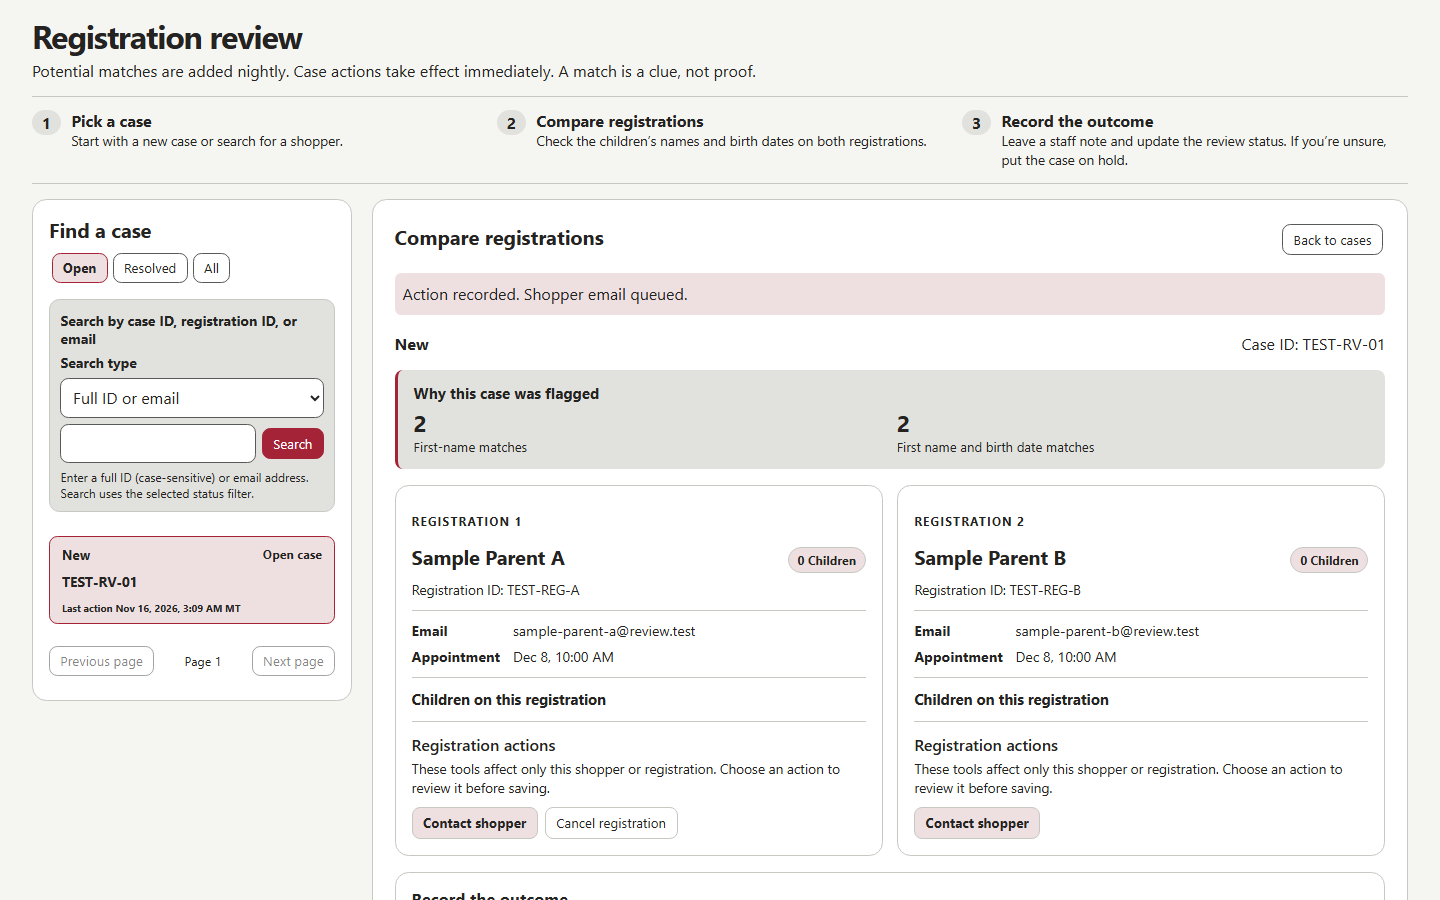 Registration review
Potential matches are added nightly. Case actions take effect immediately. A match is a clue, not proof.
1
Pick a case
Start with a new case or search for a shopper.
2
Compare registrations
Check the children’s names and birth dates on both registrations.
3
Record the outcome
Leave a staff note and update the review status. If you’re unsure,
put the case on hold.
Find a case
Open
Resolved
All
Search by case ID, registration ID, or
email
Search type
Full ID or email
Search
Enter a full ID (case-sensitive) or email address.
Search uses the selected status filter.
New
Open case
TEST-RV-01
Last action Nov 16, 2026, 3:09 AM MT
Previous page
Page 1
Next page
Compare registrations
Back to cases
Action recorded. Shopper email queued.
New
Case ID: TEST-RV-01
Why this case was flagged
2
First-name matches
2
First name and birth date matches
REGISTRATION 1
Sample Parent A
0 Children
Registration ID: TEST-REG-A
Email sample-parent-a@review.test
Appointment Dec 8, 10:00 AM
Children on this registration
Registration actions
These tools affect only this shopper or registration. Choose an action to
review it before saving.
Contact shopper
Cancel registration
REGISTRATION 2
Sample Parent B
0 Children
Registration ID: TEST-REG-B
Email sample-parent-b@review.test
Appointment Dec 8, 10:00 AM
Children on this registration
Registration actions
These tools affect only this shopper or registration. Choose an action to
review it before saving.
Contact shopper
Record the outcome